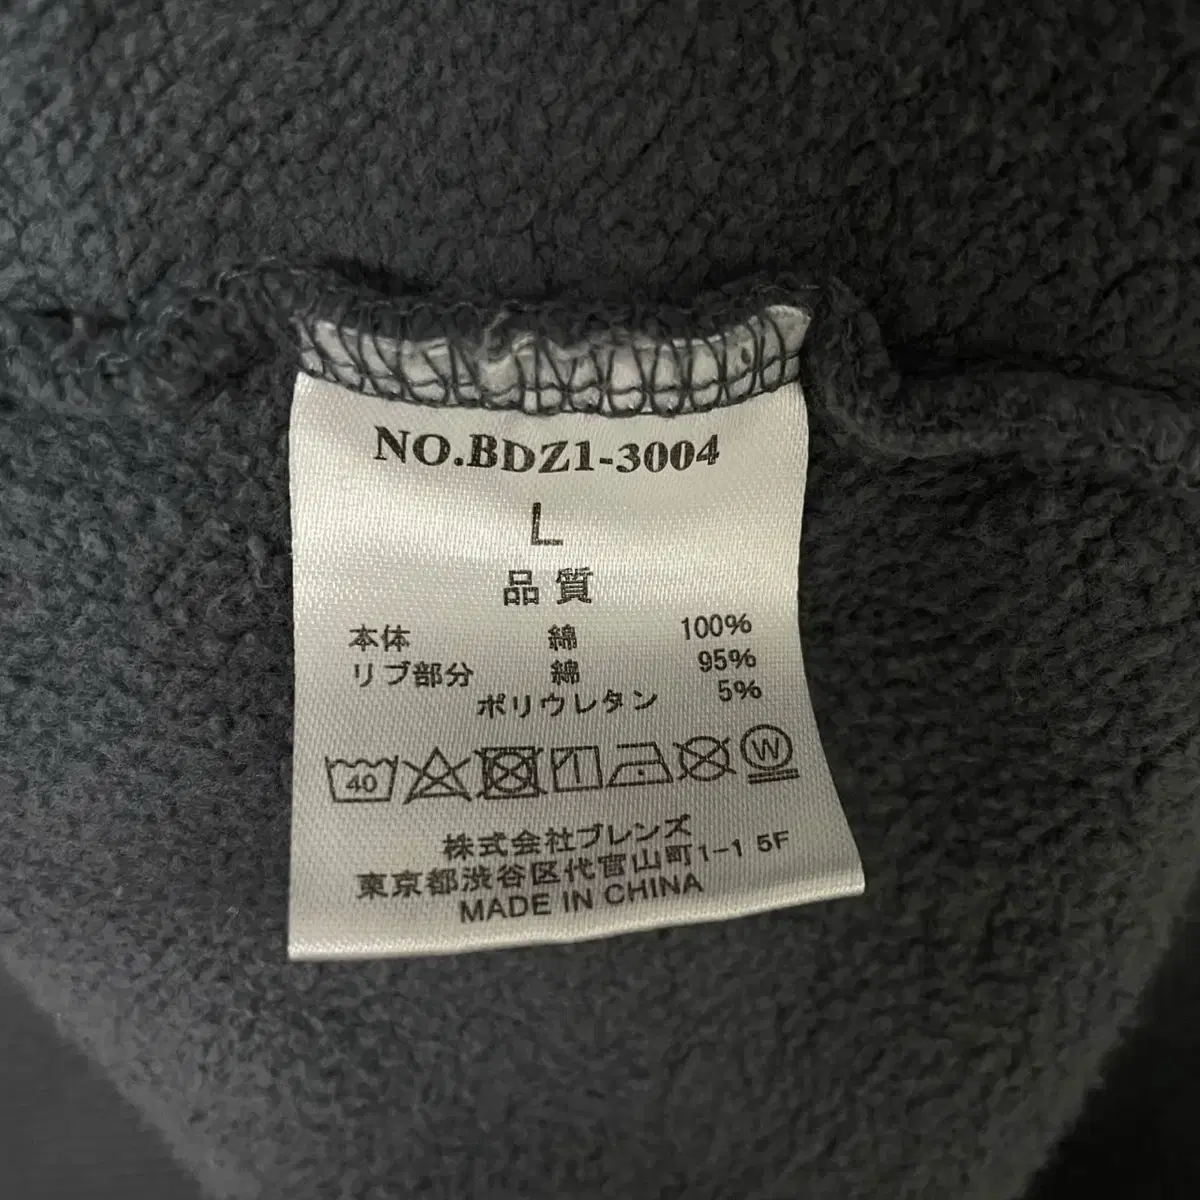 NO.BDZ1-3004
L
品質
本体 綿 100%
リブ部分 綿 95%
ポリウレタン 5%
40 W
株式会社ブレンズ
東京都渋谷区代官山町1-1 5F
MADE IN CHINA